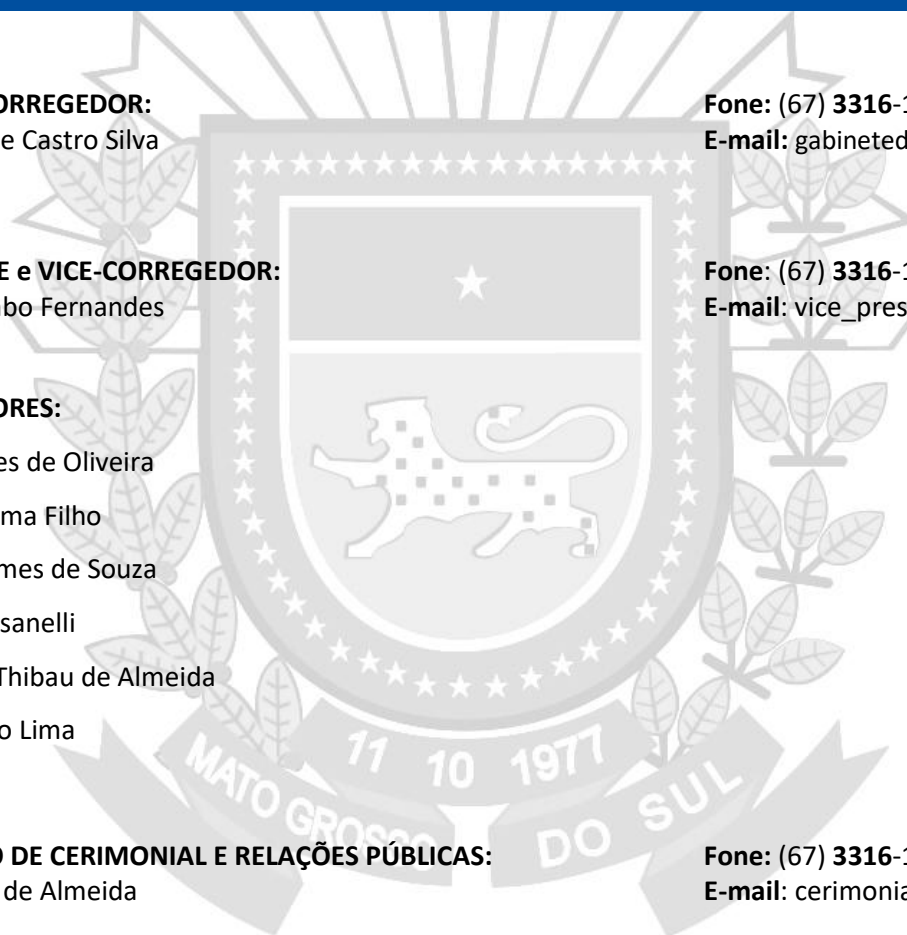 ORREGEDOR:
e Castro Silva
Fone: (67) 3316-1
E-mail: gabineted
E e VICE-CORREGEDOR:
bo Fernandes
Fone: (67) 3316-1
E-mail: vice_pres
ORES:
es de Oliveira
ma Filho
mes de Souza
sanelli
Thibau de Almeida
o Lima
11 10 1977
MATO GROSSO DO SUL
O DE CERIMONIAL E RELAÇÕES PÚBLICAS:
de Almeida
Fone: (67) 3316-1
E-mail: cerimonia